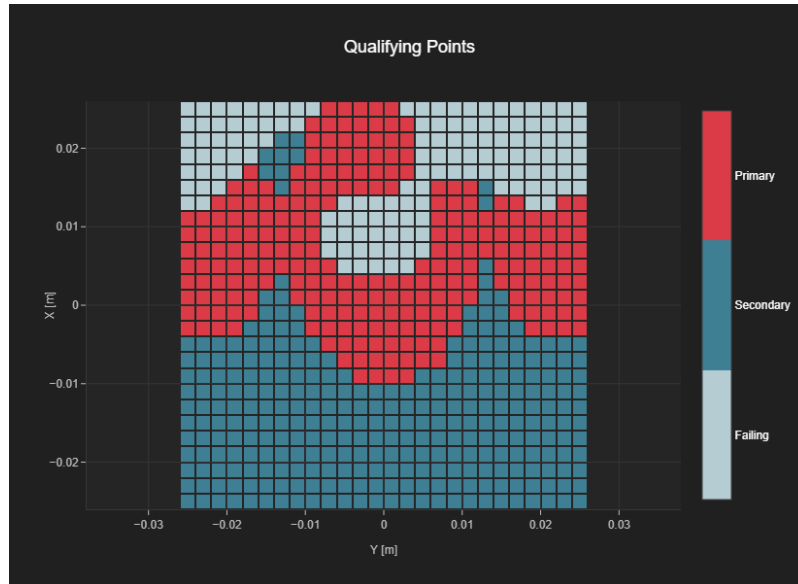 Qualifying Points
0.02
0.01
0
−0.01
−0.02
X [m]
−0.03 −0.02 −0.01 0 0.01 0.02 0.03
Y [m]
Primary
Secondary
Failing